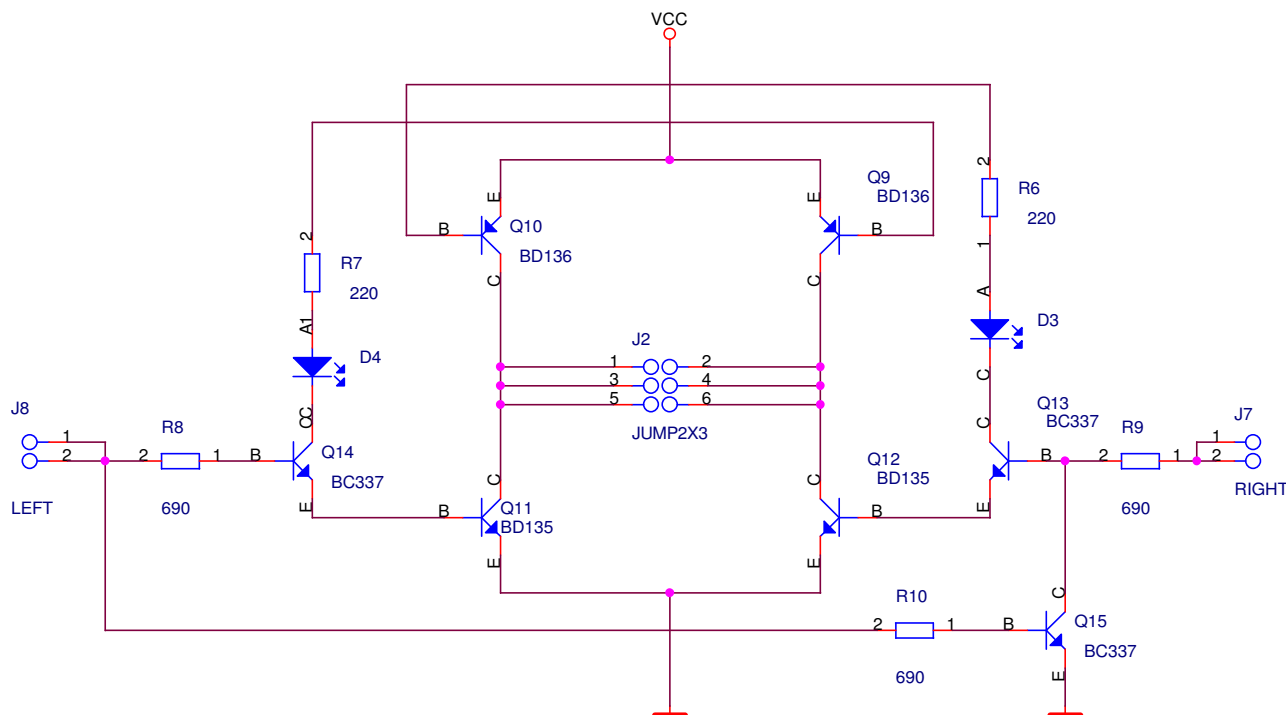 VCC
2
Q9
BD136
R6
220
E
E
B
Q10
BD136
B
2
R7
220
C
C
1
A
D3
A1
D4
J2
1 2
3 4
5 6
JUMP2X3
C
C
Q13
BC337
J8
1
2
LEFT
R8
2 1
690
B
CC
Q14
BC337
E
B
C
Q11
BD135
E
C
Q12
BD135
B
E
E
B
R9
2 1
690
J7
1
2
RIGHT
R10
2 1
690
B
C
Q15
BC337
E